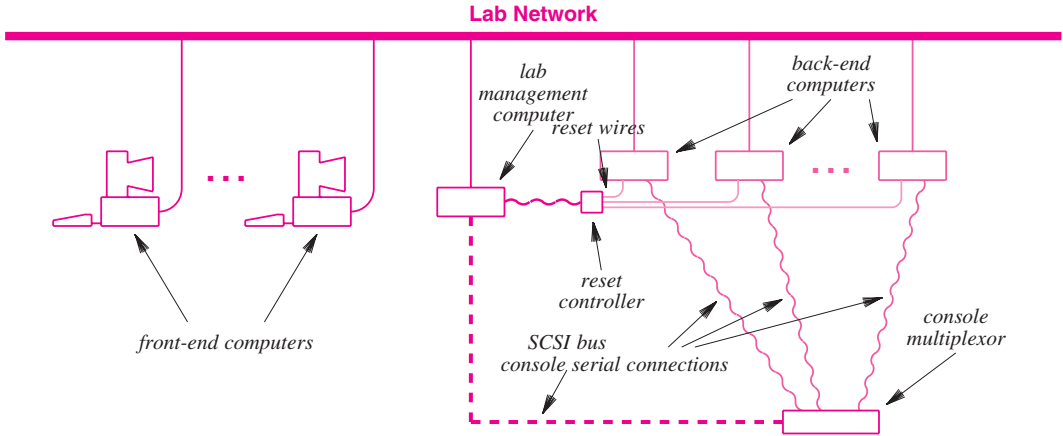 Lab Network
lab
management
computer
reset wires
back-end
computers
reset
controller
front-end computers
SCSI bus
console serial connections
console
multiplexor